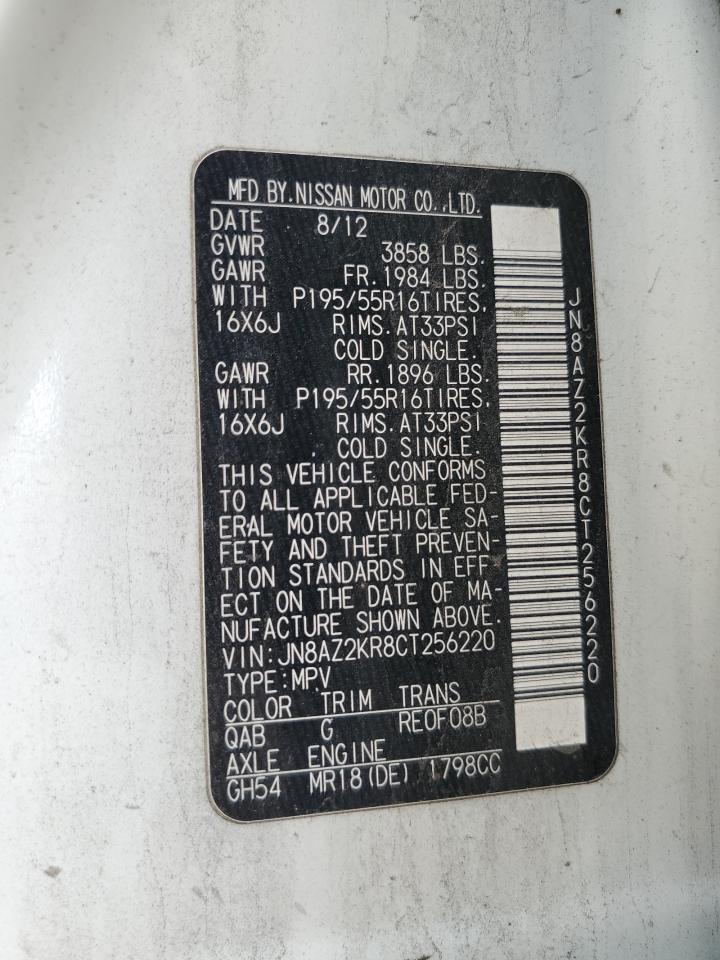 MFD BY.NISSAN MOTOR CO.,LTD.
DATE 8/12
GVWR 3858 LBS.
GAWR FR.1984 LBS.
WITH P195/55R16TIRES,
16X6J RIMS.AT33PSI
COLD SINGLE.
GAWR RR.1896 LBS.
WITH P195/55R16TIRES,
16X6J RIMS.AT33PSI
COLD SINGLE.
THIS VEHICLE CONFORMS
TO ALL APPLICABLE FED-
ERAL MOTOR VEHICLE SA-
FETY AND THEFT PREVEN-
TION STANDARDS IN EFF-
ECT ON THE DATE OF MA-
NUFACTURE SHOWN ABOVE.
VIN:JN8AZ2KR8CT256220
TYPE:MPV
COLOR TRIM TRANS
QAB G RE0F08B
AXLE ENGINE
GH54 MR18(DE) 1798CC
JN8AZ2KR8CT256220